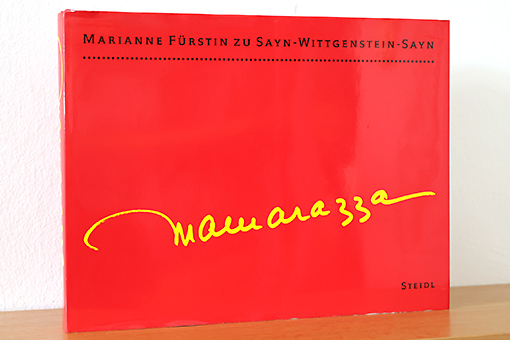 MARIANNE FÜRSTIN ZU SAYN-WITTGENSTEIN-SAYN
mamarazza
STEIDL